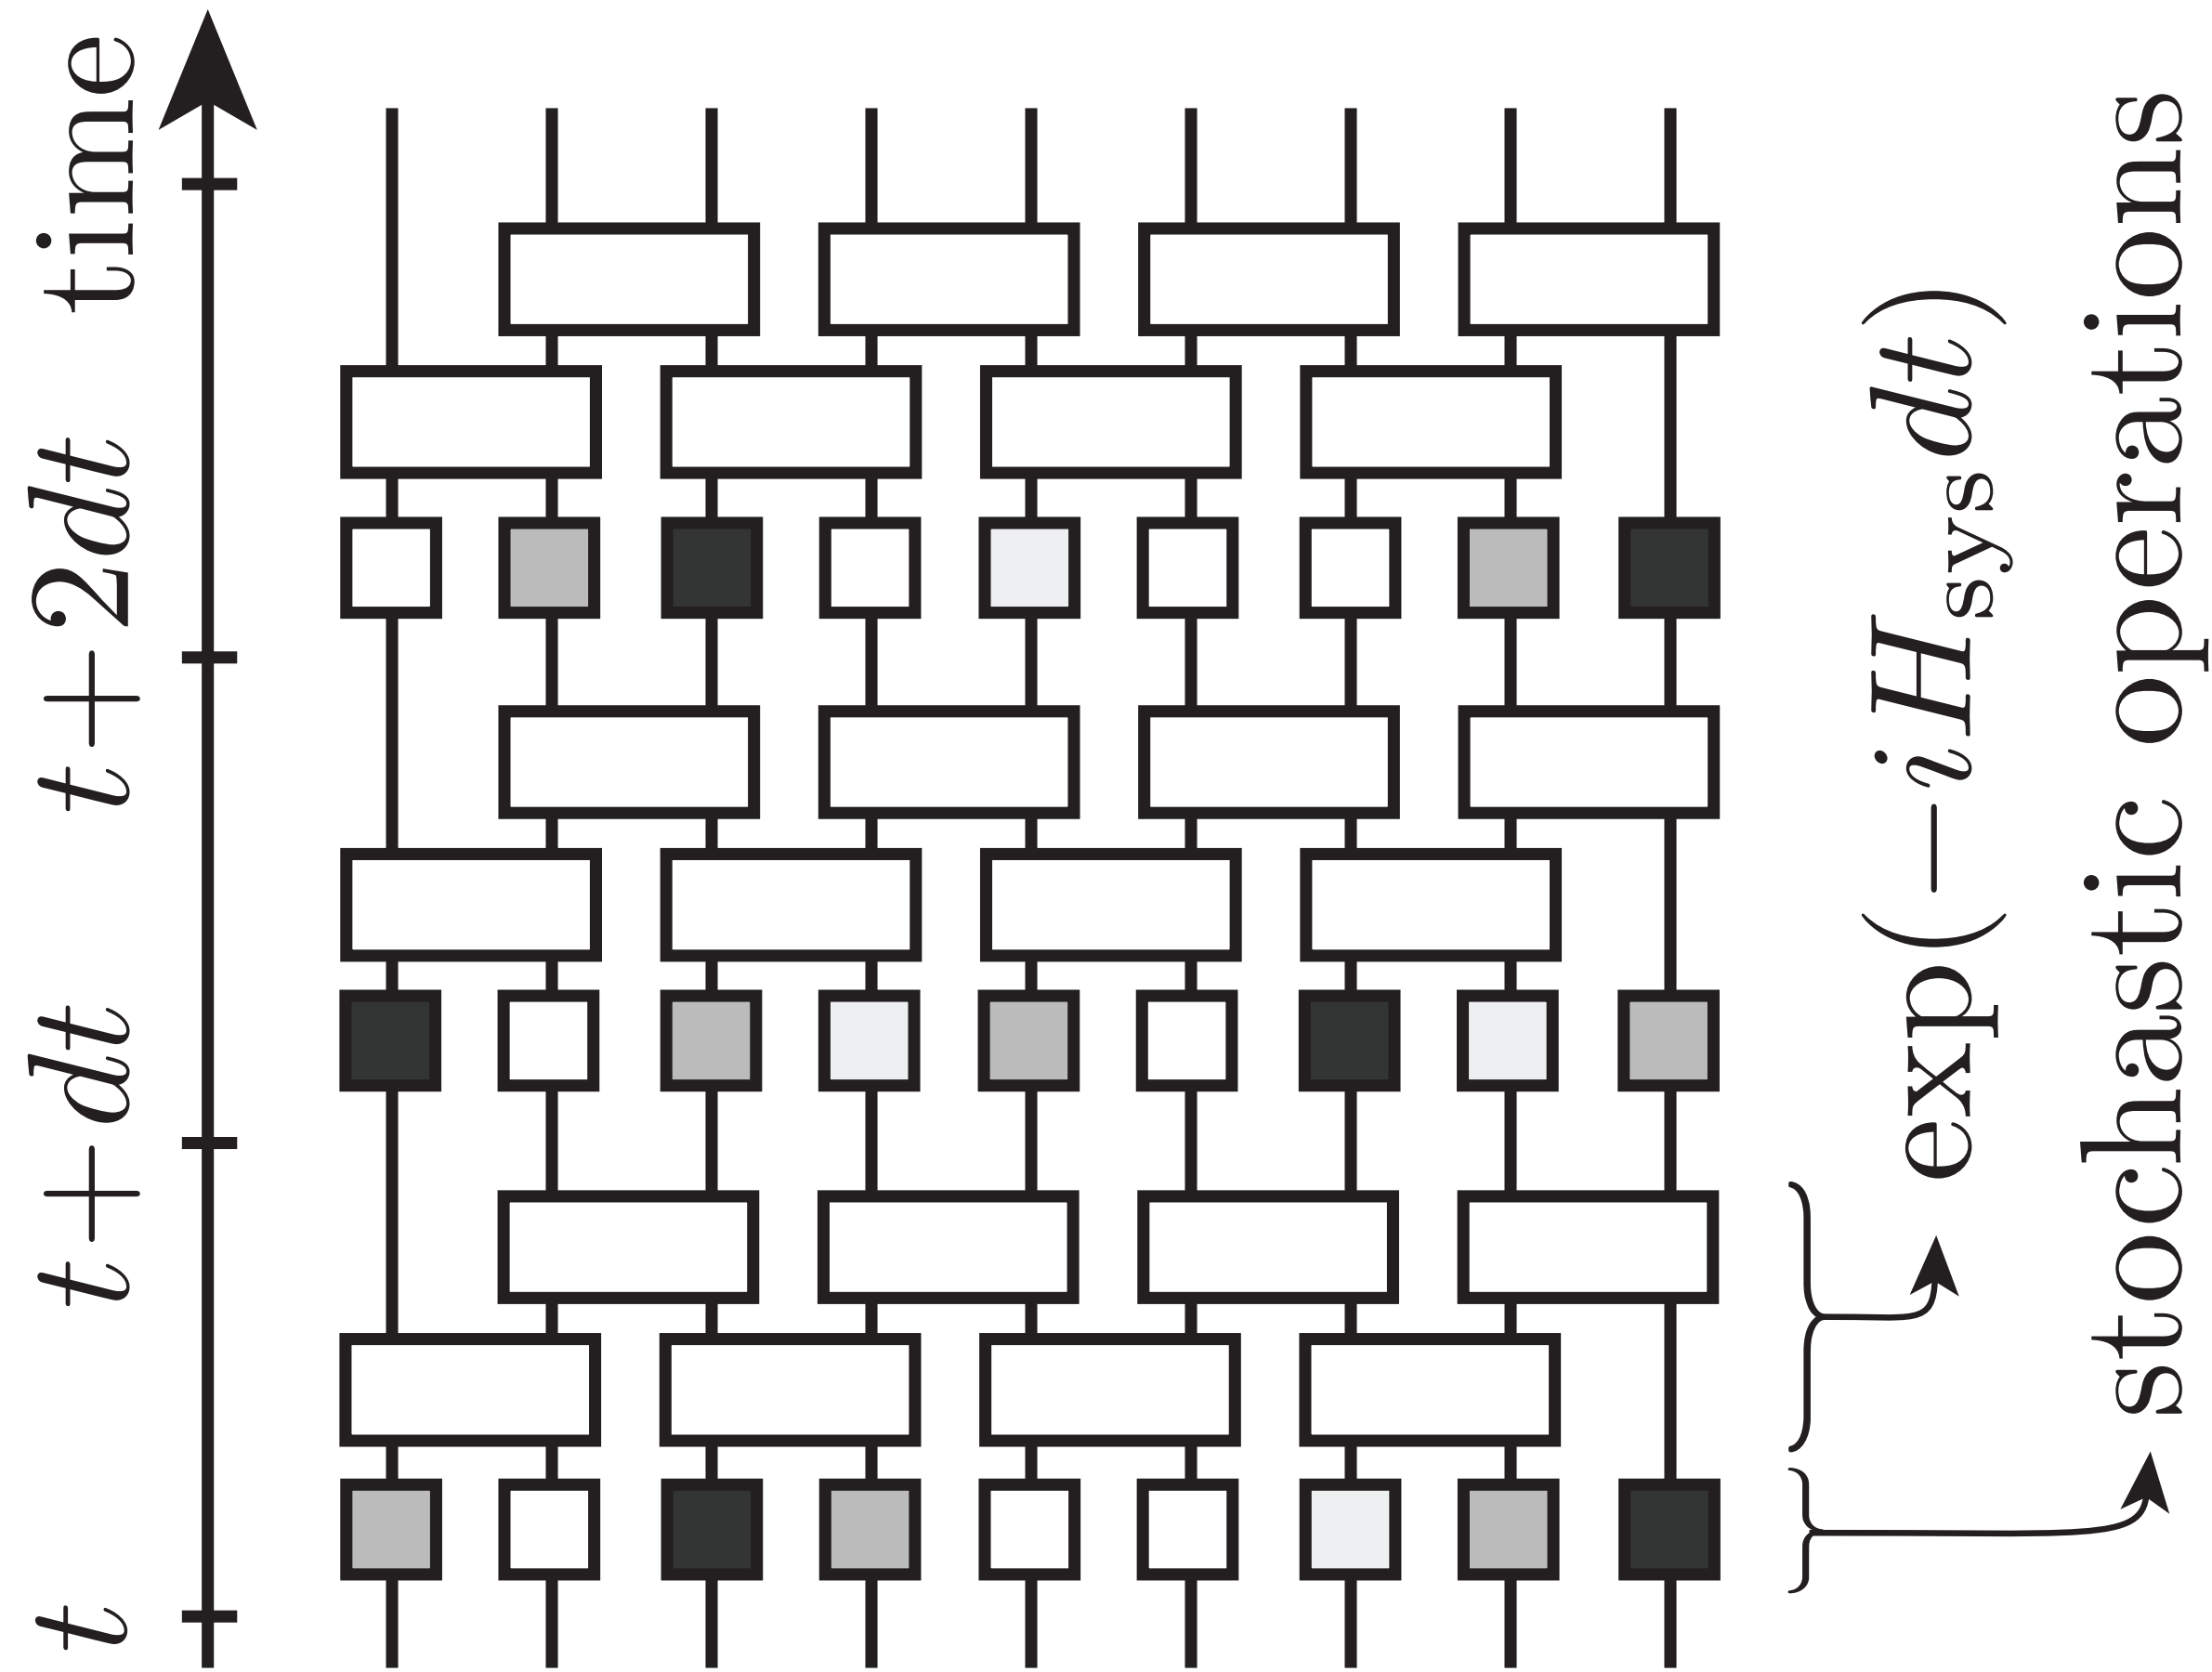 t
t + dt
t + 2dt
time
exp(−iH_sys dt)
stochastic operations